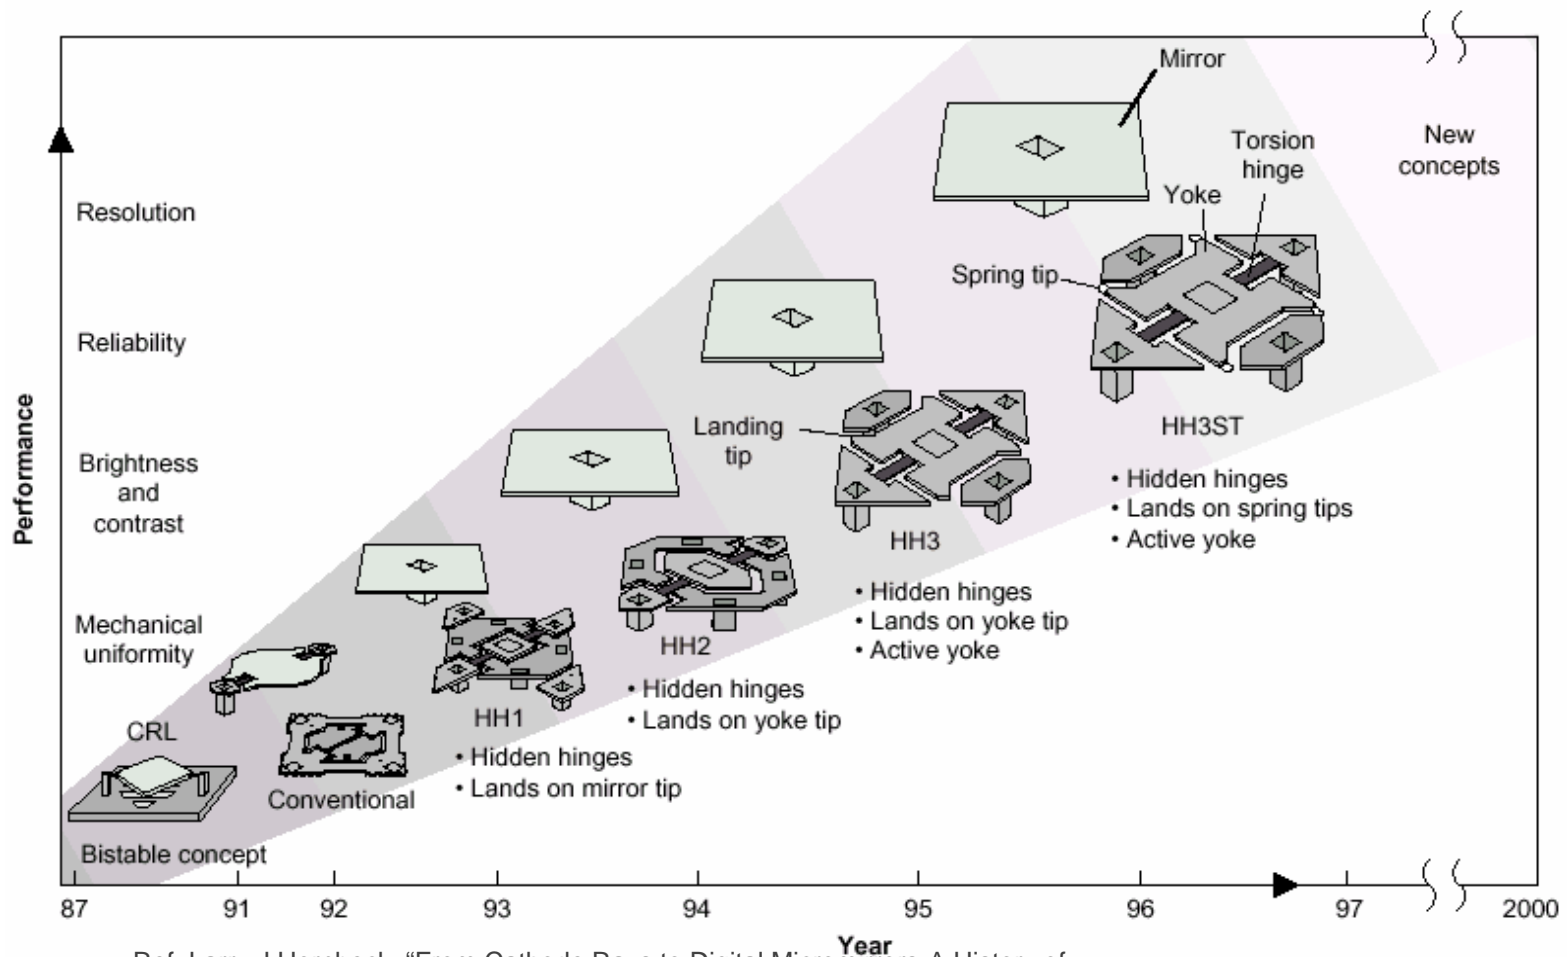 Mirror
Torsion
hinge
New
concepts
Yoke
Spring tip
Resolution
Reliability
Brightness
and
contrast
Mechanical
uniformity
Performance
Landing
tip
HH3ST
• Hidden hinges
• Lands on spring tips
• Active yoke
HH3
• Hidden hinges
• Lands on yoke tip
• Active yoke
HH2
• Hidden hinges
• Lands on yoke tip
HH1
• Hidden hinges
• Lands on mirror tip
CRL
Conventional
Bistable concept
87 91 92 93 94 95 96 97 2000
Year